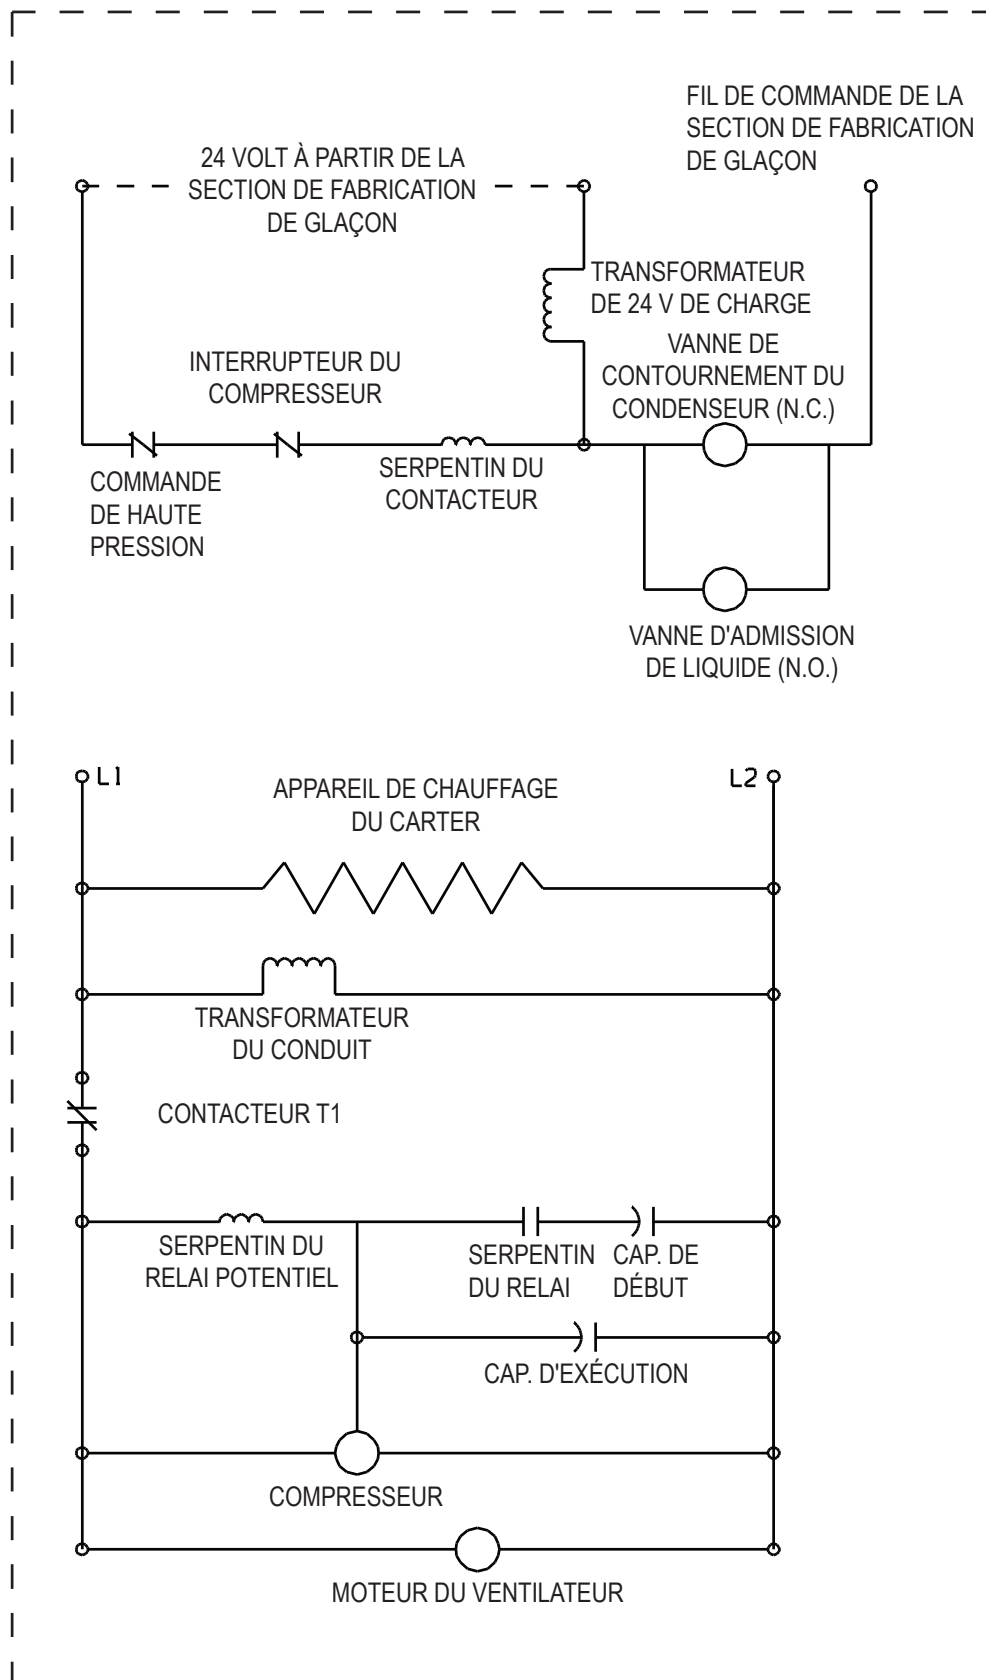 FIL DE COMMANDE DE LA
SECTION DE FABRICATION
DE GLAÇON
24 VOLT À PARTIR DE LA
SECTION DE FABRICATION
DE GLAÇON
TRANSFORMATEUR
DE 24 V DE CHARGE
VANNE DE
CONTOURNEMENT DU
CONDENSEUR (N.C.)
INTERRUPTEUR DU
COMPRESSEUR
SERPENTIN DU
CONTACTEUR
COMMANDE
DE HAUTE
PRESSION
VANNE D'ADMISSION
DE LIQUIDE (N.O.)
L1
L2
APPAREIL DE CHAUFFAGE
DU CARTER
TRANSFORMATEUR
DU CONDUIT
CONTACTEUR T1
SERPENTIN DU
RELAI POTENTIEL
SERPENTIN
DU RELAI
CAP. DE
DÉBUT
CAP. D'EXÉCUTION
COMPRESSEUR
MOTEUR DU VENTILATEUR